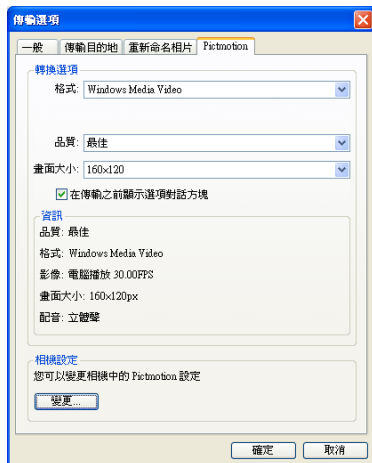 傳輸選項
一般 傳輸目的地 重新命名相片 Pictmotion
轉換選項
格式: Windows Media Video
品質: 最佳
畫面大小: 160x120
在傳輸之前顯示選項對話方塊
資訊
品質: 最佳
格式: Windows Media Video
影像: 電腦播放 30.00FPS
畫面大小: 160x120px
配音: 立體聲
相機設定
您可以變更相機中的 Pictmotion 設定
變更...
確定 取消